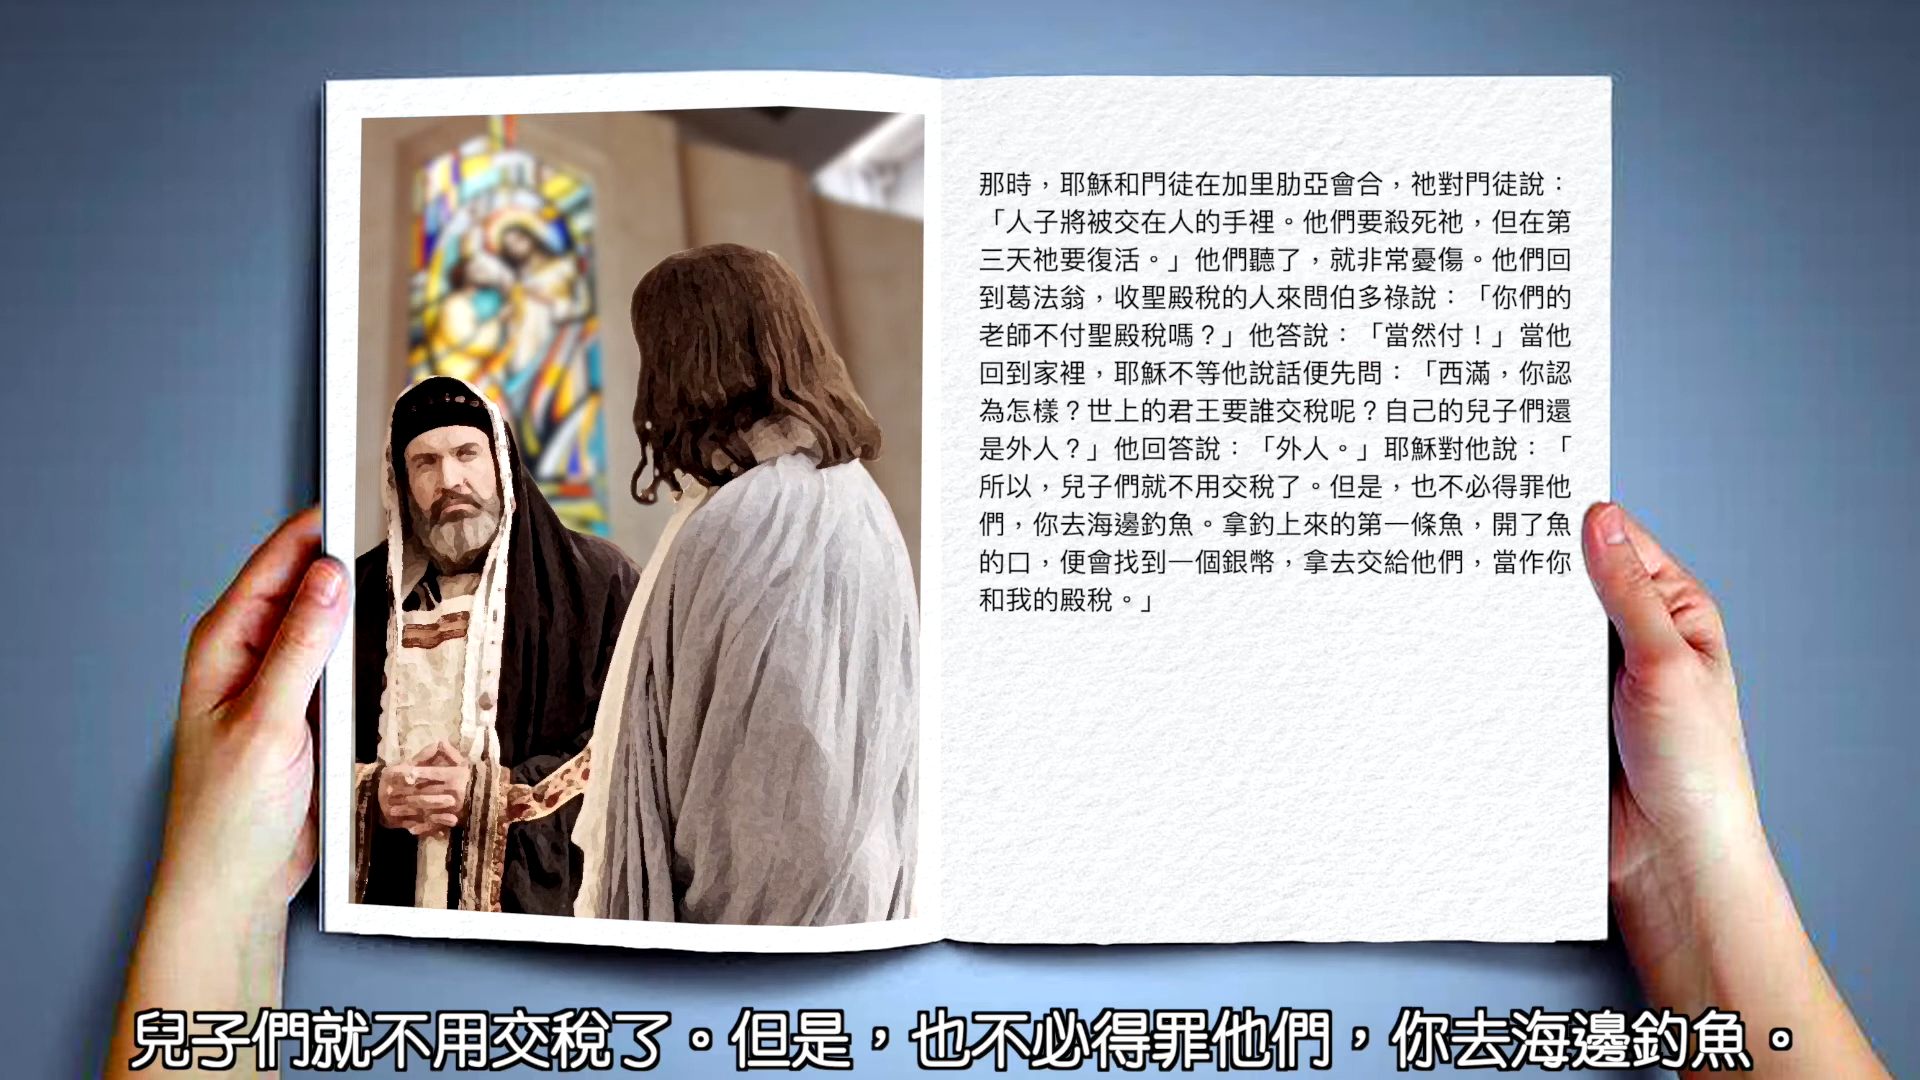 那時，耶穌和門徒在加里肋亞會合，祂對門徒說：
「人子將被交在人的手裡。他們要殺死祂，但在第
三天祂要復活。」他們聽了，就非常憂傷。他們回
到葛法翁，收聖殿稅的人來問伯多祿說：「你們的
老師不付聖殿稅嗎？」他答說：「當然付！」當他
回到家裡，耶穌不等他說話便先問：「西滿，你認
為怎樣？世上的君王要誰交稅呢？自己的兒子們還
是外人？」他回答說：「外人。」耶穌對他說：「
所以，兒子們就不用交稅了。但是，也不必得罪他
們，你去海邊釣魚。拿釣上來的第一條魚，開了魚
的口，便會找到一個銀幣，拿去交給他們，當作你
和我的殿稅。」
兒子們就不用交稅了。但是，也不必得罪他們，你去海邊釣魚。